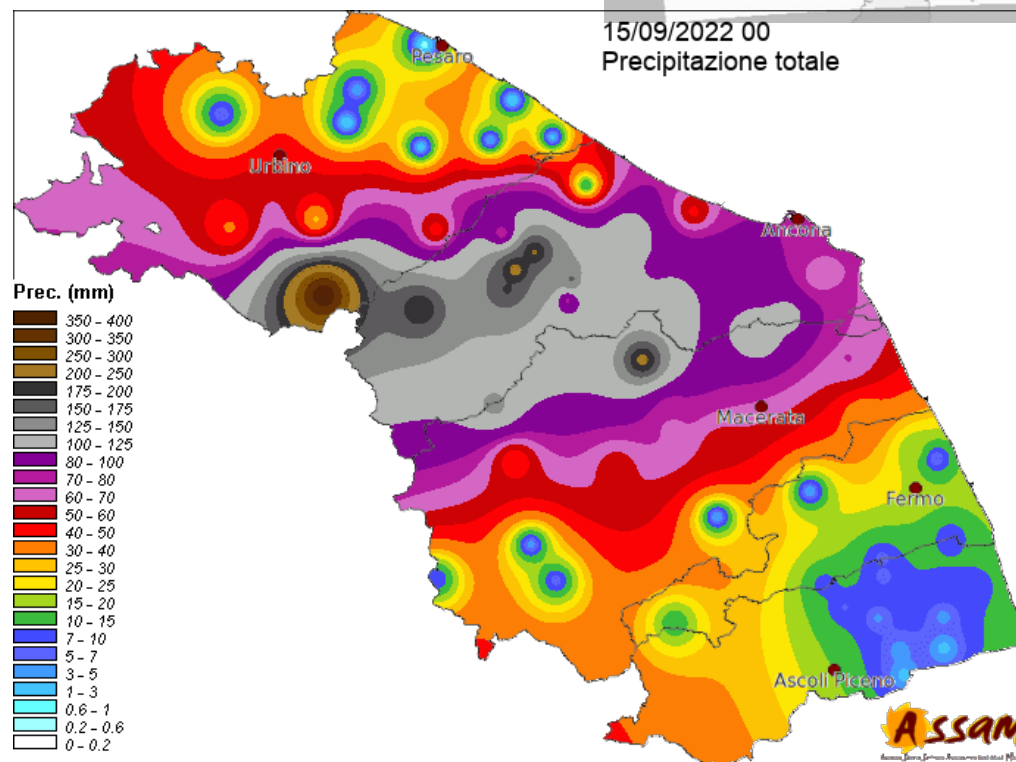 15/09/2022 00
Precipitazione totale
Pesaro
Urbino
Ancona
Prec. (mm)
350 - 400
300 - 350
250 - 300
200 - 250
175 - 200
150 - 175
125 - 150
100 - 125
80 - 100
70 - 80
60 - 70
50 - 60
40 - 50
30 - 40
25 - 30
20 - 25
15 - 20
10 - 15
7 - 10
5 - 7
3 - 5
1 - 3
0.6 - 1
0.2 - 0.6
0 - 0.2
Macerata
Fermo
Ascoli Piceno
Assam